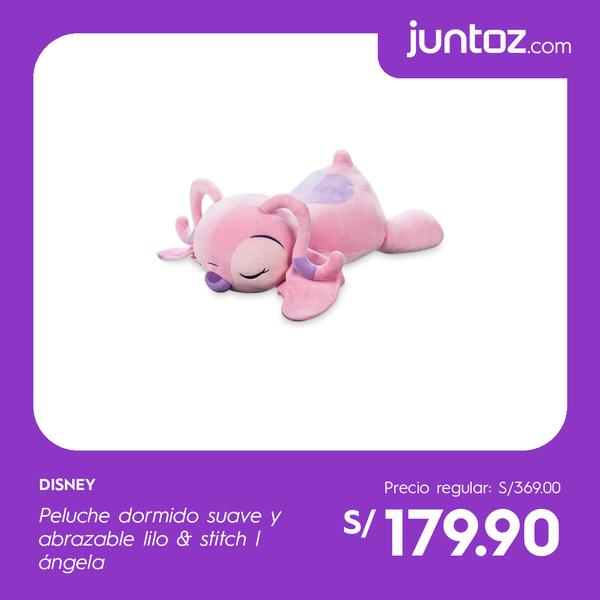 juntoz.com
DISNEY
Peluche dormido suave y
abrazable lilo & stitch |
ángela
Precio regular: S/369.00
S/179.90